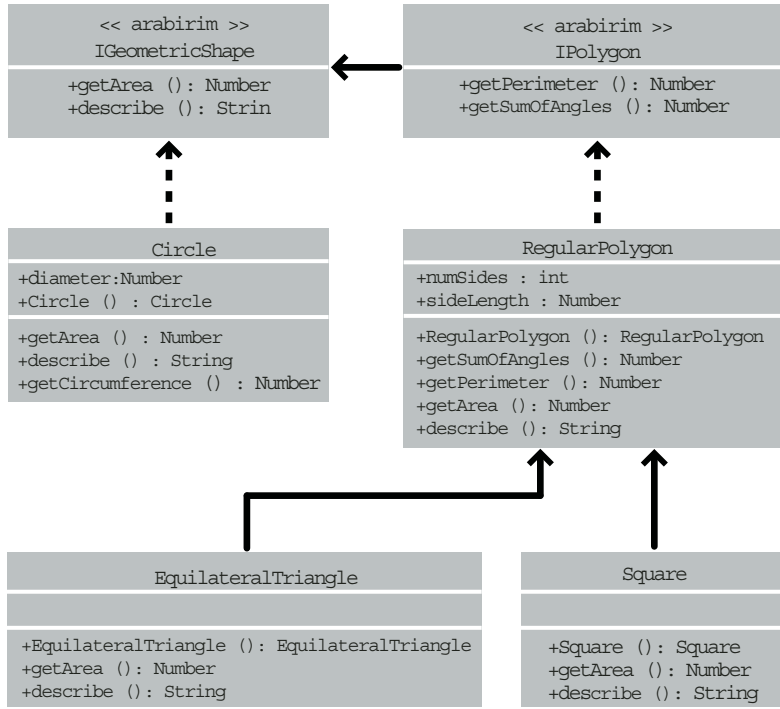 << arabirim >>
IGeometricShape
+getArea (): Number
+describe (): Strin
<< arabirim >>
IPolygon
+getPerimeter (): Number
+getSumOfAngles (): Number
Circle
+diameter:Number
+Circle () : Circle
+getArea () : Number
+describe () : String
+getCircumference () : Number
RegularPolygon
+numSides : int
+sideLength : Number
+RegularPolygon (): RegularPolygon
+getSumOfAngles (): Number
+getPerimeter (): Number
+getArea (): Number
+describe (): String
EquilateralTriangle
+EquilateralTriangle (): EquilateralTriangle
+getArea (): Number
+describe (): String
Square
+Square (): Square
+getArea (): Number
+describe (): String